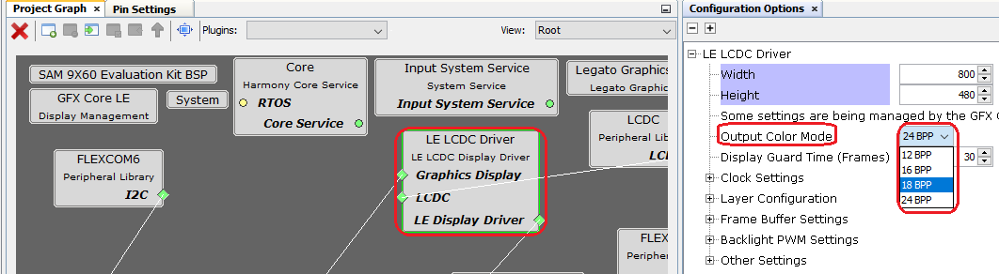 Project Graph
Pin Settings
Plugins:
View: Root
SAM 9X60 Evaluation Kit BSP
GFX Core LE
Display Management
System
Core
Harmony Core Service
RTOS
Core Service
Input System Service
System Service
Input System Service
Legato Graphics
Legato Graphics
LCDC
Peripheral Lib
LC
LE LCDC Driver
LE LCDC Display Driver
Graphics Display
LCDC
LE Display Driver
FLEXCOM6
Peripheral Library
I2C
FLEX
Peripher
Configuration Options
LE LCDC Driver
Width 800
Height 480
Some settings are being managed by the GFX C
Output Color Mode 24 BPP
12 BPP
16 BPP
18 BPP
24 BPP
Display Guard Time (Frames) 30
Clock Settings
Layer Configuration
Frame Buffer Settings
Backlight PWM Settings
Other Settings